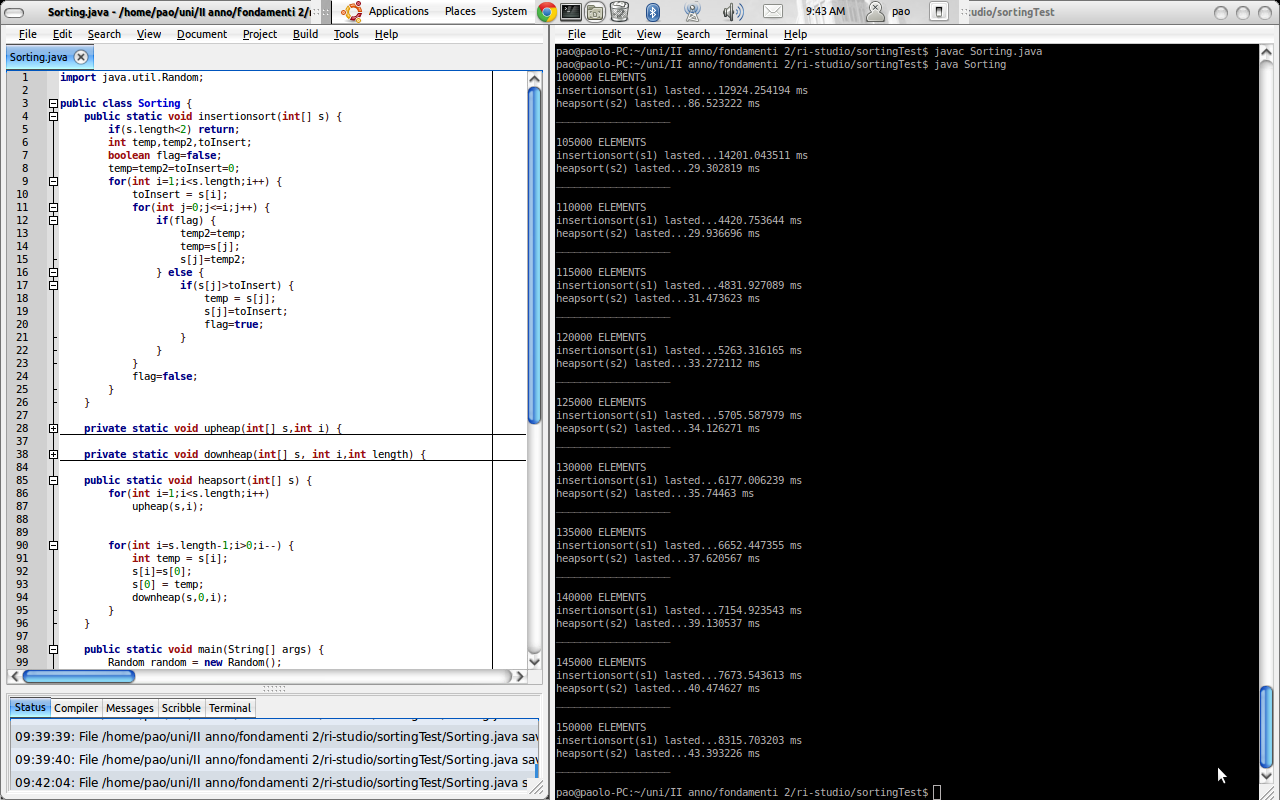 Sorting.java - /home/pao/uni/II anno/fondamenti 2/
Applications Places System
9:43 AM
pao
udio/sortingTest
File Edit Search View Document Project Build Tools Help
Sorting.java
1 import java.util.Random;
2
3 public class Sorting {
4 public static void insertionsort(int[] s) {
5 if(s.length<2) return;
6 int temp,temp2,toInsert;
7 boolean flag=false;
8 temp=temp2=toInsert=0;
9 for(int i=1;i<s.length;i++) {
10 toInsert = s[i];
11 for(int j=0;j<=i;j++) {
12 if(flag) {
13 temp2=temp;
14 temp=s[j];
15 s[j]=temp2;
16 } else {
17 if(s[j]>toInsert) {
18 temp = s[j];
19 s[j]=toInsert;
20 flag=true;
21 }
22 }
23 }
24 flag=false;
25 }
26 }
27
28 private static void upheap(int[] s,int i) {
37
38 private static void downheap(int[] s, int i,int length) {
84
85 public static void heapsort(int[] s) {
86 for(int i=1;i<s.length;i++)
87 upheap(s,i);
88
89
90 for(int i=s.length-1;i>0;i--) {
91 int temp = s[i];
92 s[i]=s[0];
93 s[0] = temp;
94 downheap(s,0,i);
95 }
96 }
97
98 public static void main(String[] args) {
99 Random random = new Random();
Status Compiler Messages Scribble Terminal
09:39:39: File /home/pao/uni/II anno/fondamenti 2/ri-studio/sortingTest/Sorting.java sav
09:39:40: File /home/pao/uni/II anno/fondamenti 2/ri-studio/sortingTest/Sorting.java sav
09:42:04: File /home/pao/uni/II anno/fondamenti 2/ri-studio/sortingTest/Sorting.java s
File Edit View Search Terminal Help
pao@paolo-PC:~/uni/II anno/fondamenti 2/ri-studio/sortingTest$ javac Sorting.java
pao@paolo-PC:~/uni/II anno/fondamenti 2/ri-studio/sortingTest$ java Sorting
100000 ELEMENTS
insertionsort(s1) lasted...12924.254194 ms
heapsort(s2) lasted...86.523222 ms
___________________
105000 ELEMENTS
insertionsort(s1) lasted...14201.043511 ms
heapsort(s2) lasted...29.302819 ms
___________________
110000 ELEMENTS
insertionsort(s1) lasted...4420.753644 ms
heapsort(s2) lasted...29.936696 ms
___________________
115000 ELEMENTS
insertionsort(s1) lasted...4831.927089 ms
heapsort(s2) lasted...31.473623 ms
___________________
120000 ELEMENTS
insertionsort(s1) lasted...5263.316165 ms
heapsort(s2) lasted...33.272112 ms
___________________
125000 ELEMENTS
insertionsort(s1) lasted...5705.587979 ms
heapsort(s2) lasted...34.126271 ms
___________________
130000 ELEMENTS
insertionsort(s1) lasted...6177.006239 ms
heapsort(s2) lasted...35.74463 ms
___________________
135000 ELEMENTS
insertionsort(s1) lasted...6652.447355 ms
heapsort(s2) lasted...37.620567 ms
___________________
140000 ELEMENTS
insertionsort(s1) lasted...7154.923543 ms
heapsort(s2) lasted...39.130537 ms
___________________
145000 ELEMENTS
insertionsort(s1) lasted...7673.543613 ms
heapsort(s2) lasted...40.474627 ms
___________________
150000 ELEMENTS
insertionsort(s1) lasted...8315.703203 ms
heapsort(s2) lasted...43.393226 ms
___________________
pao@paolo-PC:~/uni/II anno/fondamenti 2/ri-studio/sortingTest$